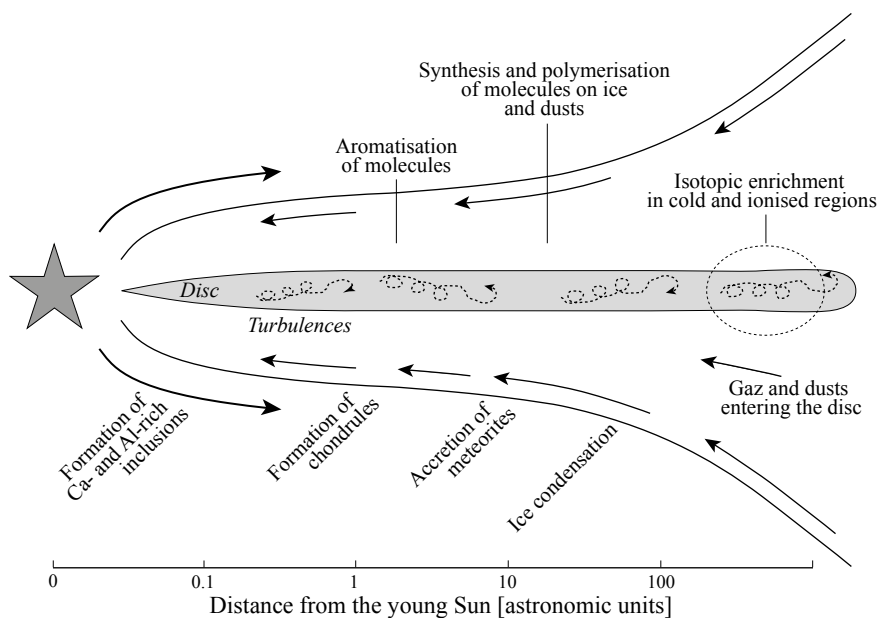 Synthesis and polymerisation
of molecules on ice
and dusts
Aromatisation
of molecules
Isotopic enrichment
in cold and ionised regions
Disc
Turbulences
Gaz and dusts
entering the disc
Formation of
Ca- and Al-rich
inclusions
Formation of
chondrules
Accretion of
meteorites
Ice condensation
0
0.1
1
10
100
Distance from the young Sun [astronomic units]